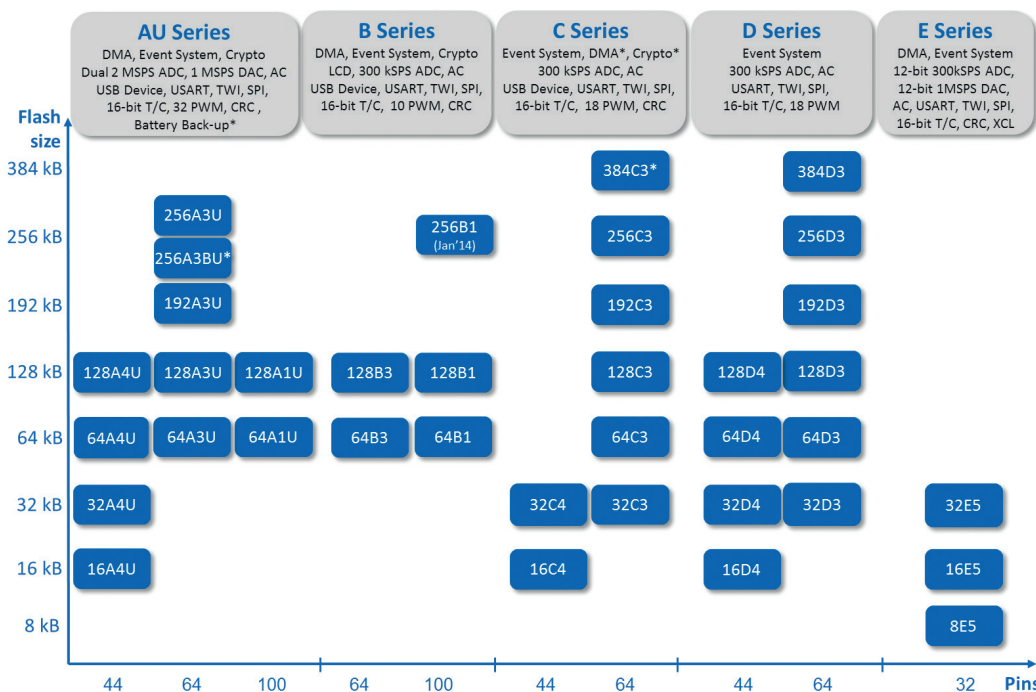 AU Series
DMA, Event System, Crypto
Dual 2 MSPS ADC, 1 MSPS DAC, AC
USB Device, USART, TWI, SPI,
16-bit T/C, 32 PWM, CRC ,
Battery Back-up*
B Series
DMA, Event System, Crypto
LCD, 300 kSPS ADC, AC
USB Device, USART, TWI, SPI,
16-bit T/C, 10 PWM, CRC
C Series
Event System, DMA*, Crypto*
300 kSPS ADC, AC
USB Device, USART, TWI, SPI,
16-bit T/C, 18 PWM, CRC
D Series
Event System
300 kSPS ADC, AC
USART, TWI, SPI,
16-bit T/C, 18 PWM
E Series
DMA, Event System
12-bit 300kSPS ADC,
12-bit 1MSPS DAC,
AC, USART, TWI, SPI,
16-bit T/C, CRC, XCL
Flash
size
384 kB
384C3*
384D3
256A3U
256 kB
256B1
(Jan'14)
256C3
256D3
256A3BU*
192 kB
192A3U
192C3
192D3
128 kB
128A4U
128A3U
128A1U
128B3
128B1
128C3
128D4
128D3
64 kB
64A4U
64A3U
64A1U
64B3
64B1
64C3
64D4
64D3
32 kB
32A4U
32C4
32C3
32D4
32D3
32E5
16 kB
16A4U
16C4
16D4
16E5
8 kB
8E5
44
64
100
64
100
44
64
44
64
32
Pins